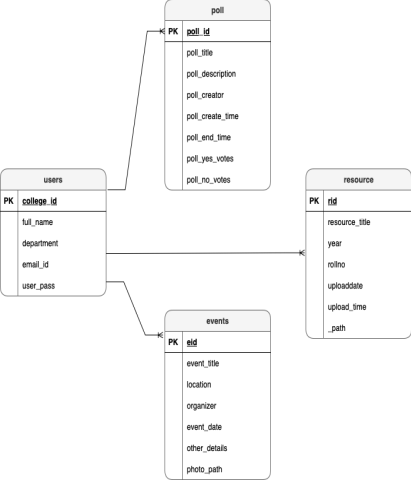 poll
PK poll_id
poll_title
poll_description
poll_creator
poll_create_time
poll_end_time
poll_yes_votes
poll_no_votes
users
PK college_id
full_name
department
email_id
user_pass
resource
PK rid
resource_title
year
rollno
uploaddate
upload_time
_path
events
PK eid
event_title
location
organizer
event_date
other_details
photo_path